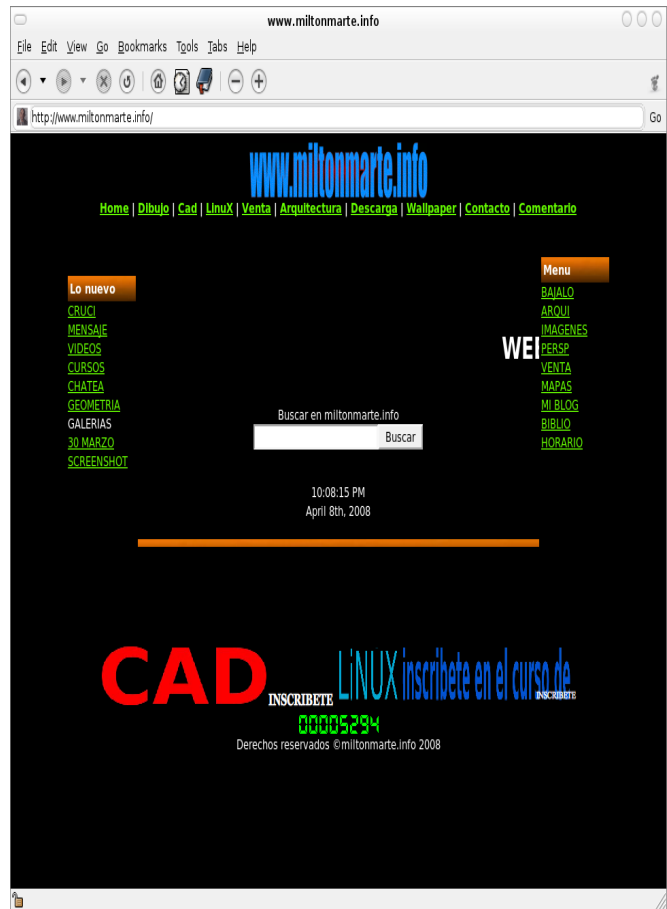 www.miltonmarte.info
File Edit View Go Bookmarks Tools Tabs Help
http://www.miltonmarte.info/ Go
www.miltonmarte.info
Home | Dibujo | Cad | LinuX | Venta | Arquitectura | Descarga | Wallpaper | Contacto | Comentario
Lo nuevo
CRUCI
MENSAJE
VIDEOS
CURSOS
CHATEA
GEOMETRIA
GALERIAS
30 MARZO
SCREENSHOT
WE
Buscar en miltonmarte.info
Buscar
10:08:15 PM
April 8th, 2008
Menu
BAJALO
ARQUI
IMAGENES
PERSP
VENTA
MAPAS
MI BLOG
BIBLIO
HORARIO
CAD INSCRIBETE LiNUX inscribete en el curso de INSCRIBETE
00005294
Derechos reservados ©miltonmarte.info 2008